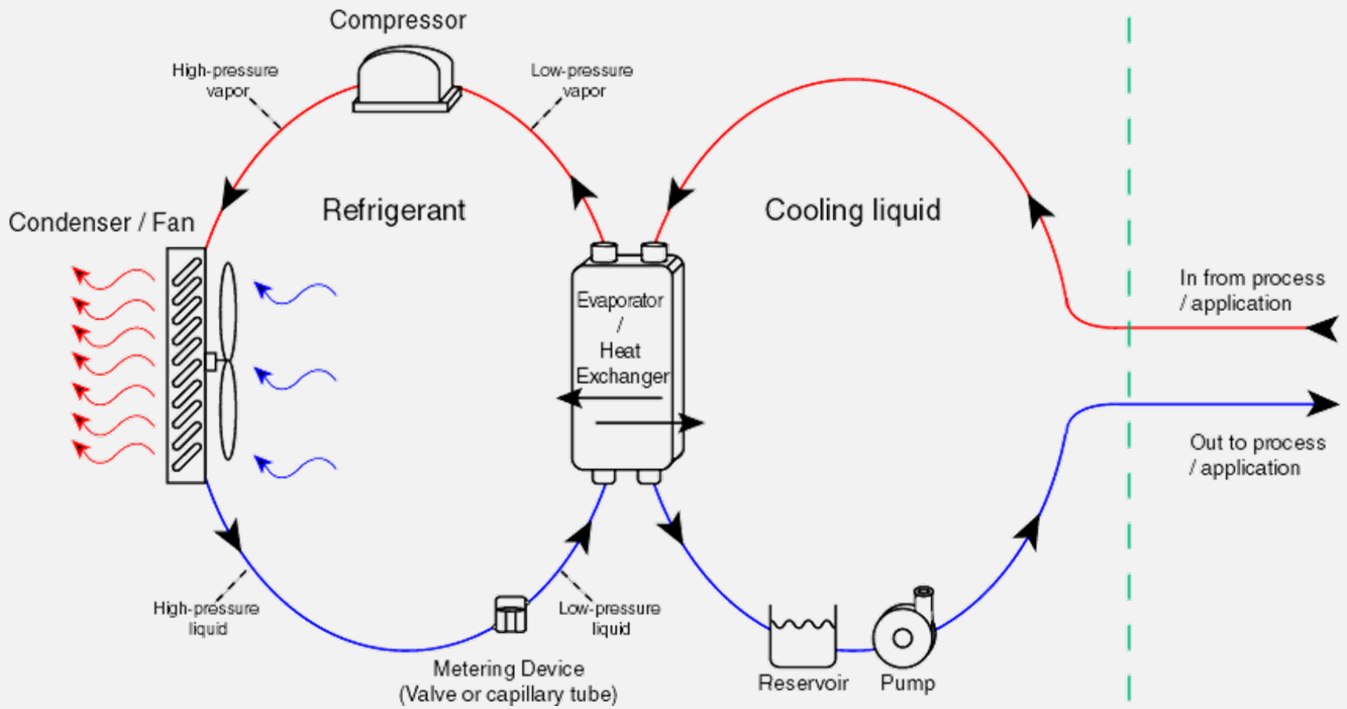 Compressor
High-pressure
vapor
Low-pressure
vapor
Condenser / Fan
Refrigerant
Cooling liquid
Evaporator
/
Heat
Exchanger
In from process
/ application
Out to process
/ application
High-pressure
liquid
Low-pressure
liquid
Metering Device
(Valve or capillary tube)
Reservoir
Pump